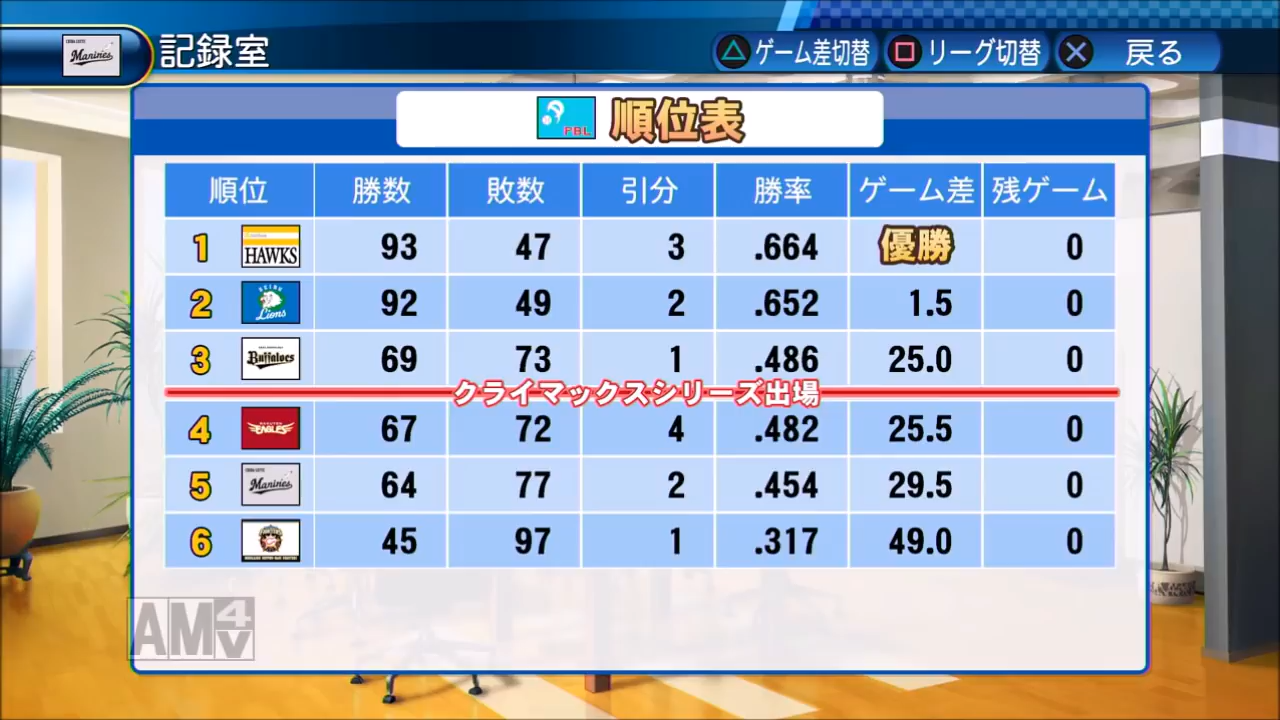 Marines 記録室 △ ゲーム差切替 □ リーグ切替 × 戻る
PBL 順位表
順位 勝数 敗数 引分 勝率 ゲーム差 残ゲーム
1 HAWKS 93 47 3 .664 優勝 0
2 SEIBU Lions 92 49 2 .652 1.5 0
3 Buffaloes 69 73 1 .486 25.0 0
クライマックスシリーズ出場
4 EAGLES 67 72 4 .482 25.5 0
5 Marines 64 77 2 .454 29.5 0
6 FIGHTERS 45 97 1 .317 49.0 0
AM4V